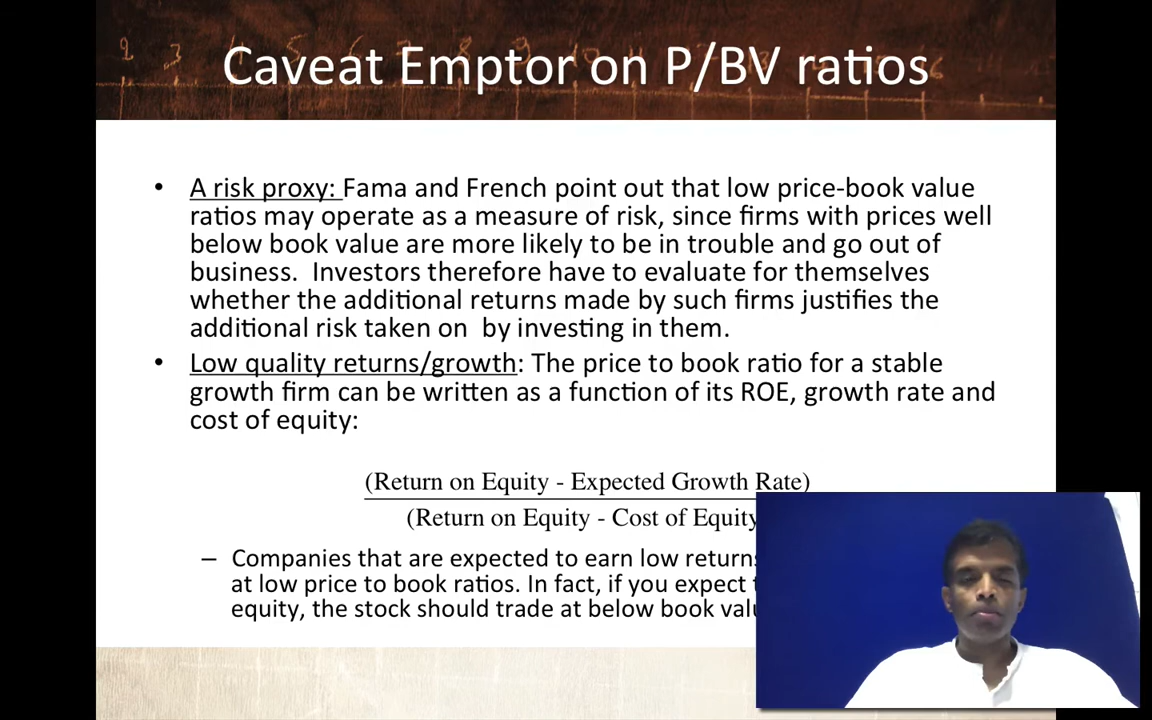 Caveat Emptor on P/BV ratios
• A risk proxy: Fama and French point out that low price-book value
ratios may operate as a measure of risk, since firms with prices well
below book value are more likely to be in trouble and go out of
business. Investors therefore have to evaluate for themselves
whether the additional returns made by such firms justifies the
additional risk taken on by investing in them.
• Low quality returns/growth: The price to book ratio for a stable
growth firm can be written as a function of its ROE, growth rate and
cost of equity:
(Return on Equity - Expected Growth Rate)
(Return on Equity - Cost of Equity
– Companies that are expected to earn low returns
at low price to book ratios. In fact, if you expect
equity, the stock should trade at below book